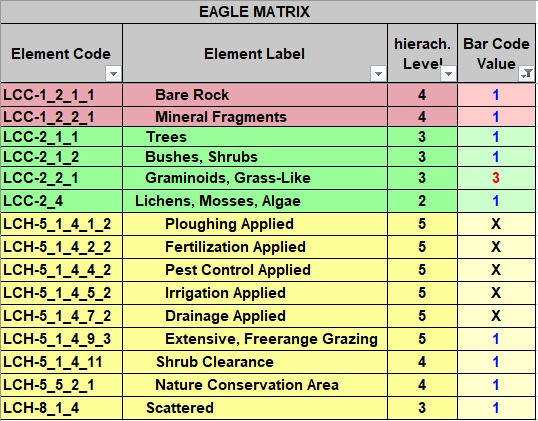 EAGLE MATRIX
Element Code Element Label hierach. Level Bar Code Value
LCC-1_2_1_1 Bare Rock 4 1
LCC-1_2_2_1 Mineral Fragments 4 1
LCC-2_1_1 Trees 3 1
LCC-2_1_2 Bushes, Shrubs 3 1
LCC-2_2_1 Graminoids, Grass-Like 3 3
LCC-2_4 Lichens, Mosses, Algae 2 1
LCH-5_1_4_1_2 Ploughing Applied 5 X
LCH-5_1_4_2_2 Fertilization Applied 5 X
LCH-5_1_4_4_2 Pest Control Applied 5 X
LCH-5_1_4_5_2 Irrigation Applied 5 X
LCH-5_1_4_7_2 Drainage Applied 5 X
LCH-5_1_4_9_3 Extensive, Freerange Grazing 5 1
LCH-5_1_4_11 Shrub Clearance 4 1
LCH-5_5_2_1 Nature Conservation Area 4 1
LCH-8_1_4 Scattered 3 1